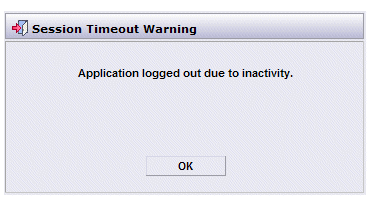 Session Timeout Warning
Application logged out due to inactivity.
OK